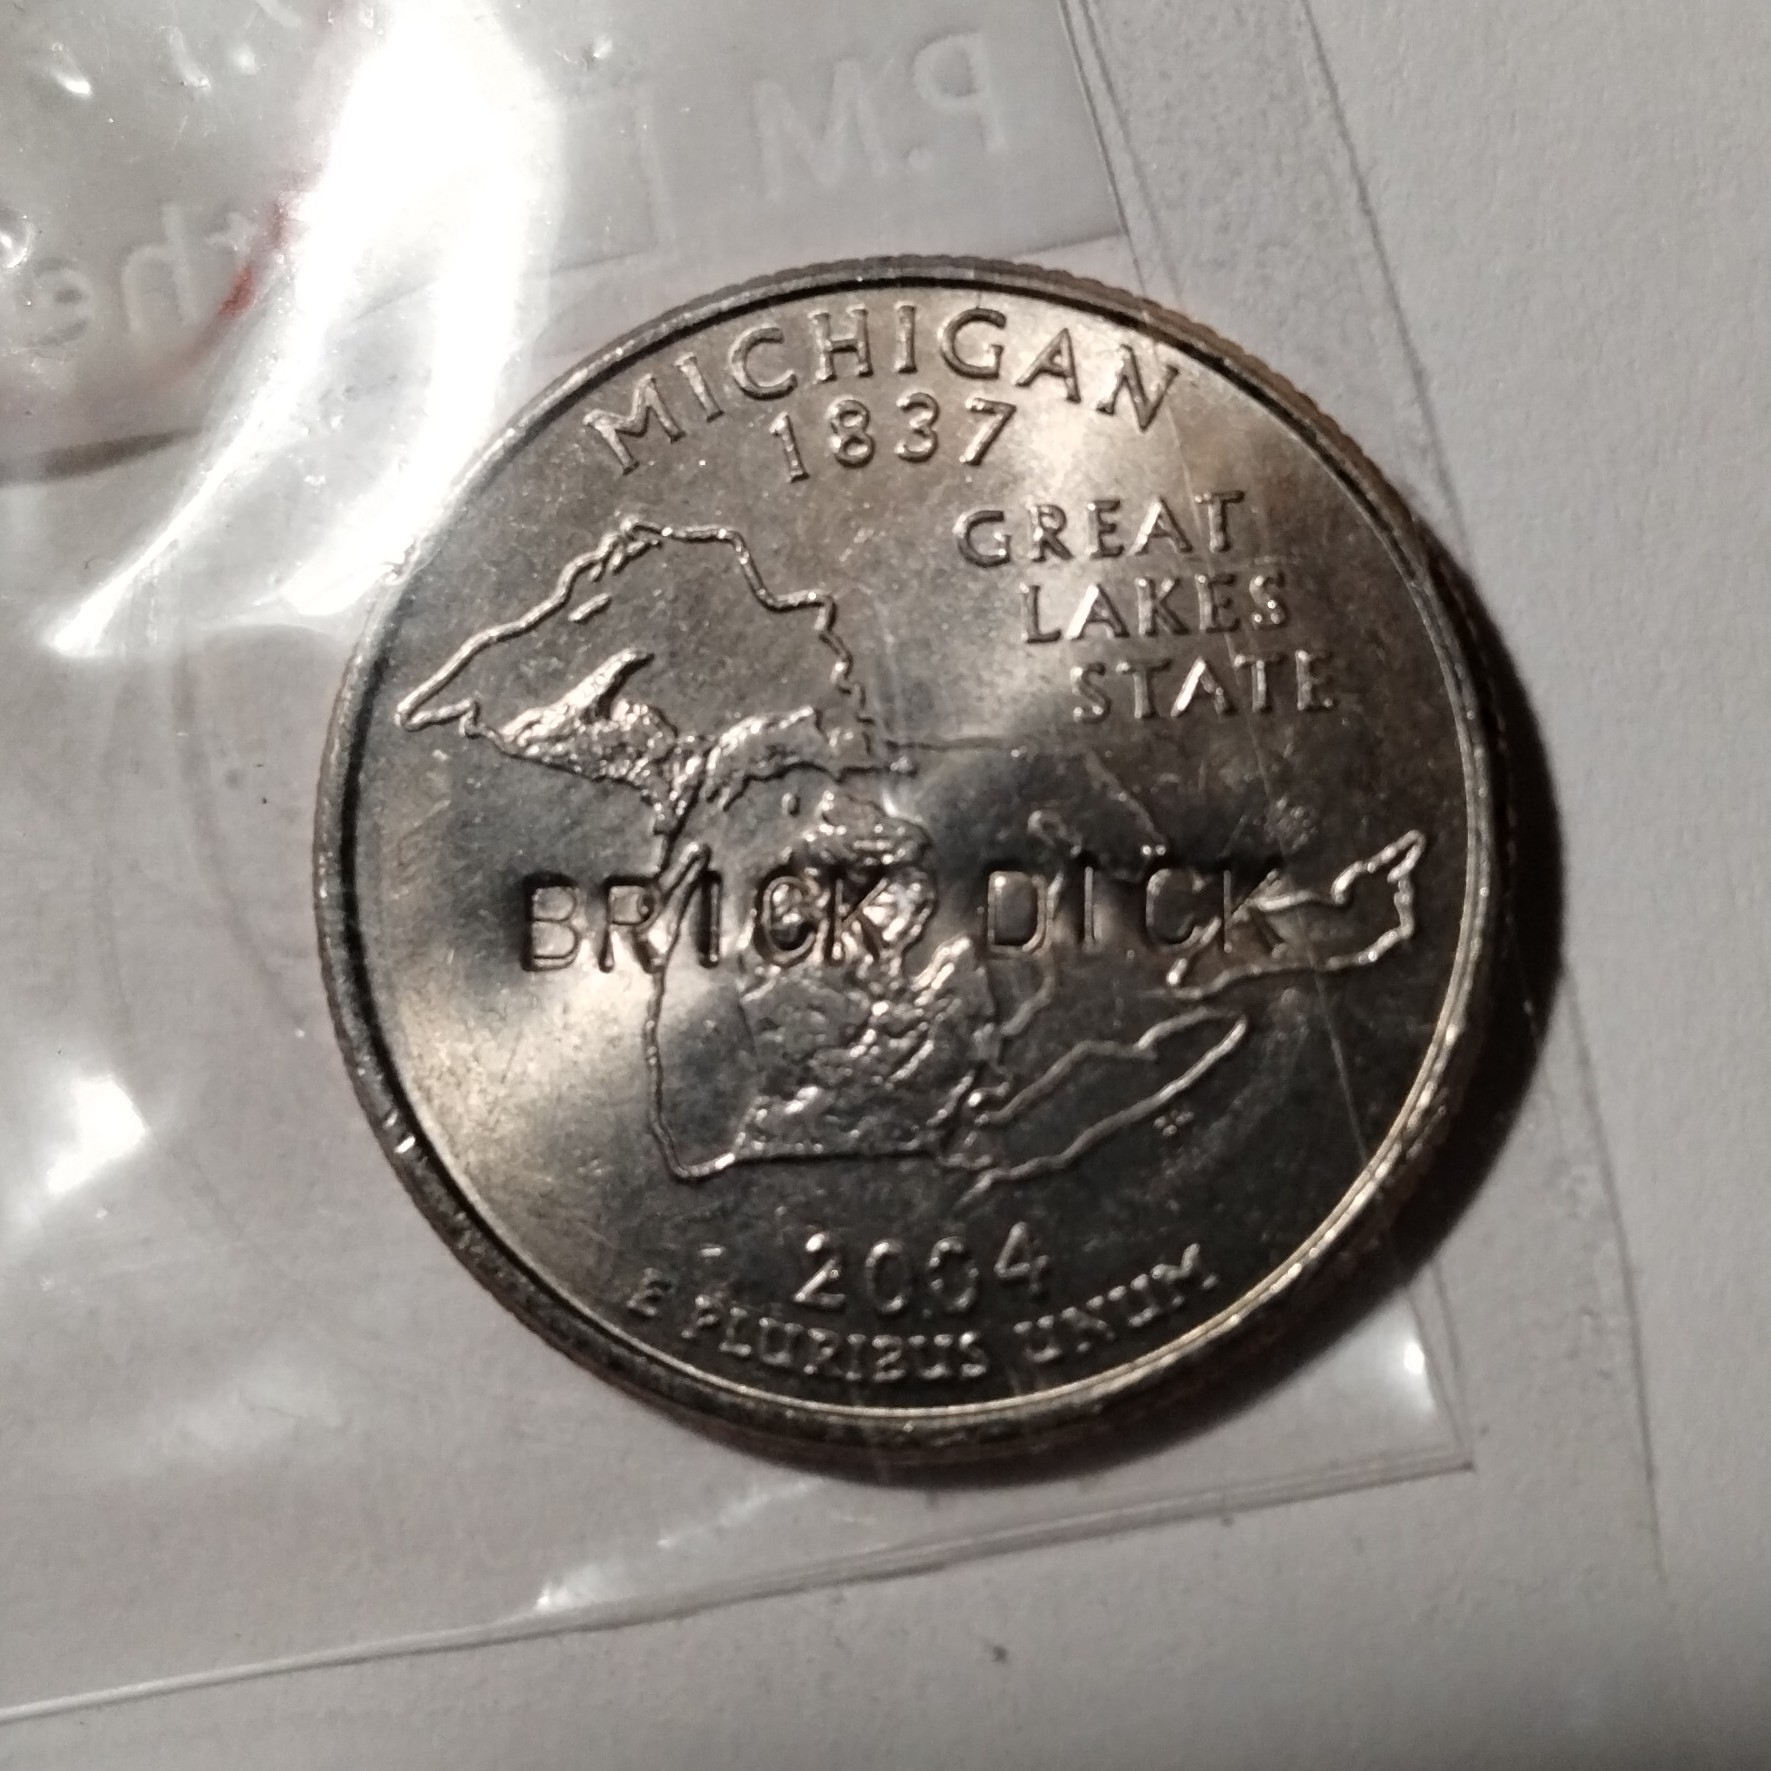 P.M.
the
MICHIGAN
1837
GREAT
LAKES
STATE
BRICK DICK
2004
E PLURIBUS UNUM